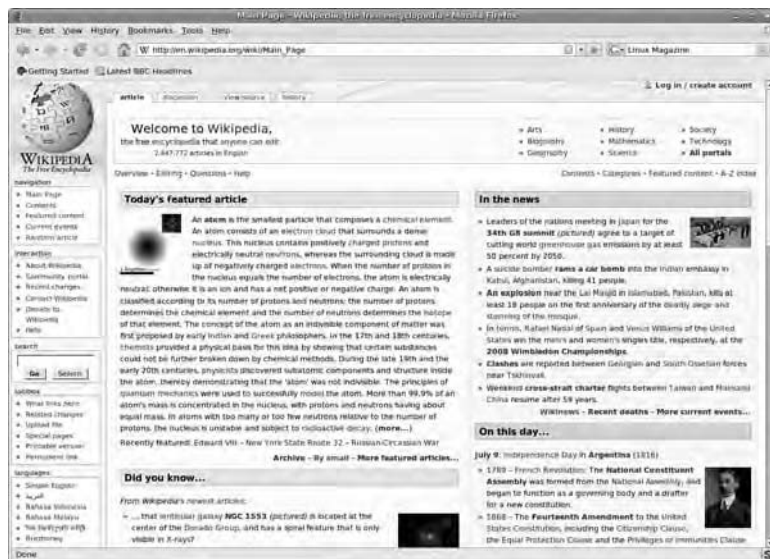 Main Page - Wikipedia, the free encyclopedia - Mozilla Firefox
File Edit View History Bookmarks Tools Help
http://en.wikipedia.org/wiki/Main_Page
Linux Magazine
Getting Started Latest BBC Headlines
Log in / create account
article discussion view source history
WIKIPEDIA
The Free Encyclopedia
navigation
Main Page
Contents
Featured content
Current events
Random article
interaction
About Wikipedia
Community portal
Recent changes
Contact Wikipedia
Donate to
Wikipedia
Help
search
Go Search
toolbox
What links here
Related changes
Upload file
Special pages
Printable version
Permanent link
languages
Simple English
العربية
Bahasa Indonesia
Bahasa Melayu
Welcome to Wikipedia,
the free encyclopedia that anyone can edit
2,447,772 articles in English
Arts
Biography
Geography
History
Mathematics
Science
Society
Technology
All portals
Overview · Editing · Questions · Help
Contents · Categories · Featured content · A–Z index
Today's featured article
An atom is the smallest particle that composes a chemical element.
An atom consists of an electron cloud that surrounds a dense
nucleus. This nucleus contains positively charged protons and
electrically neutral neutrons, whereas the surrounding cloud is made
up of negatively charged electrons. When the number of protons in
the nucleus equals the number of electrons, the atom is electrically
neutral; otherwise it is an ion and has a net positive or negative charge. An atom is
classified according to its number of protons and neutrons: the number of protons
determines the chemical element and the number of neutrons determines the isotope
of that element. The concept of the atom as an indivisible component of matter was
first proposed by early Indian and Greek philosophers. In the 17th and 18th centuries,
chemists provided a physical basis for this idea by showing that certain substances
could not be further broken down by chemical methods. During the late 19th and the
early 20th centuries, physicists discovered subatomic components and structure inside
the atom, thereby demonstrating that the 'atom' was not indivisible. The principles of
quantum mechanics were used to successfully model the atom. More than 99.9% of an
atom's mass is concentrated in the nucleus, with protons and neutrons having about
equal mass. In atoms with too many or too few neutrons relative to the number of
protons, the nucleus is unstable and subject to radioactive decay. (more...)
Recently featured: Edward VIII – New York State Route 32 – Russian-Circassian War
Archive – By email – More featured articles...
Did you know...
From Wikipedia's newest articles:
... that lenticular galaxy NGC 1553 (pictured) is located at the
center of the Dorado Group, and has a spiral feature that is only
visible in X-rays?
In the news
Leaders of the nations meeting in Japan for the
34th G8 summit (pictured) agree to a target of
cutting world greenhouse gas emissions by at least
50 percent by 2050.
A suicide bomber rams a car bomb into the Indian embassy in
Kabul, Afghanistan, killing 41 people.
An explosion near the Lal Masjid in Islamabad, Pakistan, kills at
least 18 people on the first anniversary of the deadly siege and
storming of the mosque.
In tennis, Rafael Nadal of Spain and Venus Williams of the United
States win the men's and women's singles title, respectively, at the
2008 Wimbledon Championships.
Clashes are reported between Georgian and South Ossetian forces
near Tskhinvali.
Weekend cross-strait charter flights between Taiwan and Mainland
China resume after 59 years.
Wikinews – Recent deaths – More current events...
On this day...
July 9: Independence Day in Argentina (1816)
1789 – French Revolution: The National Constituent
Assembly was formed from the National Assembly, and
began to function as a governing body and a drafter
for a new constitution.
1868 – The Fourteenth Amendment to the United
States Constitution, including the Citizenship Clause,
the Equal Protection Clause and the Privileges or Immunities Clause
Done